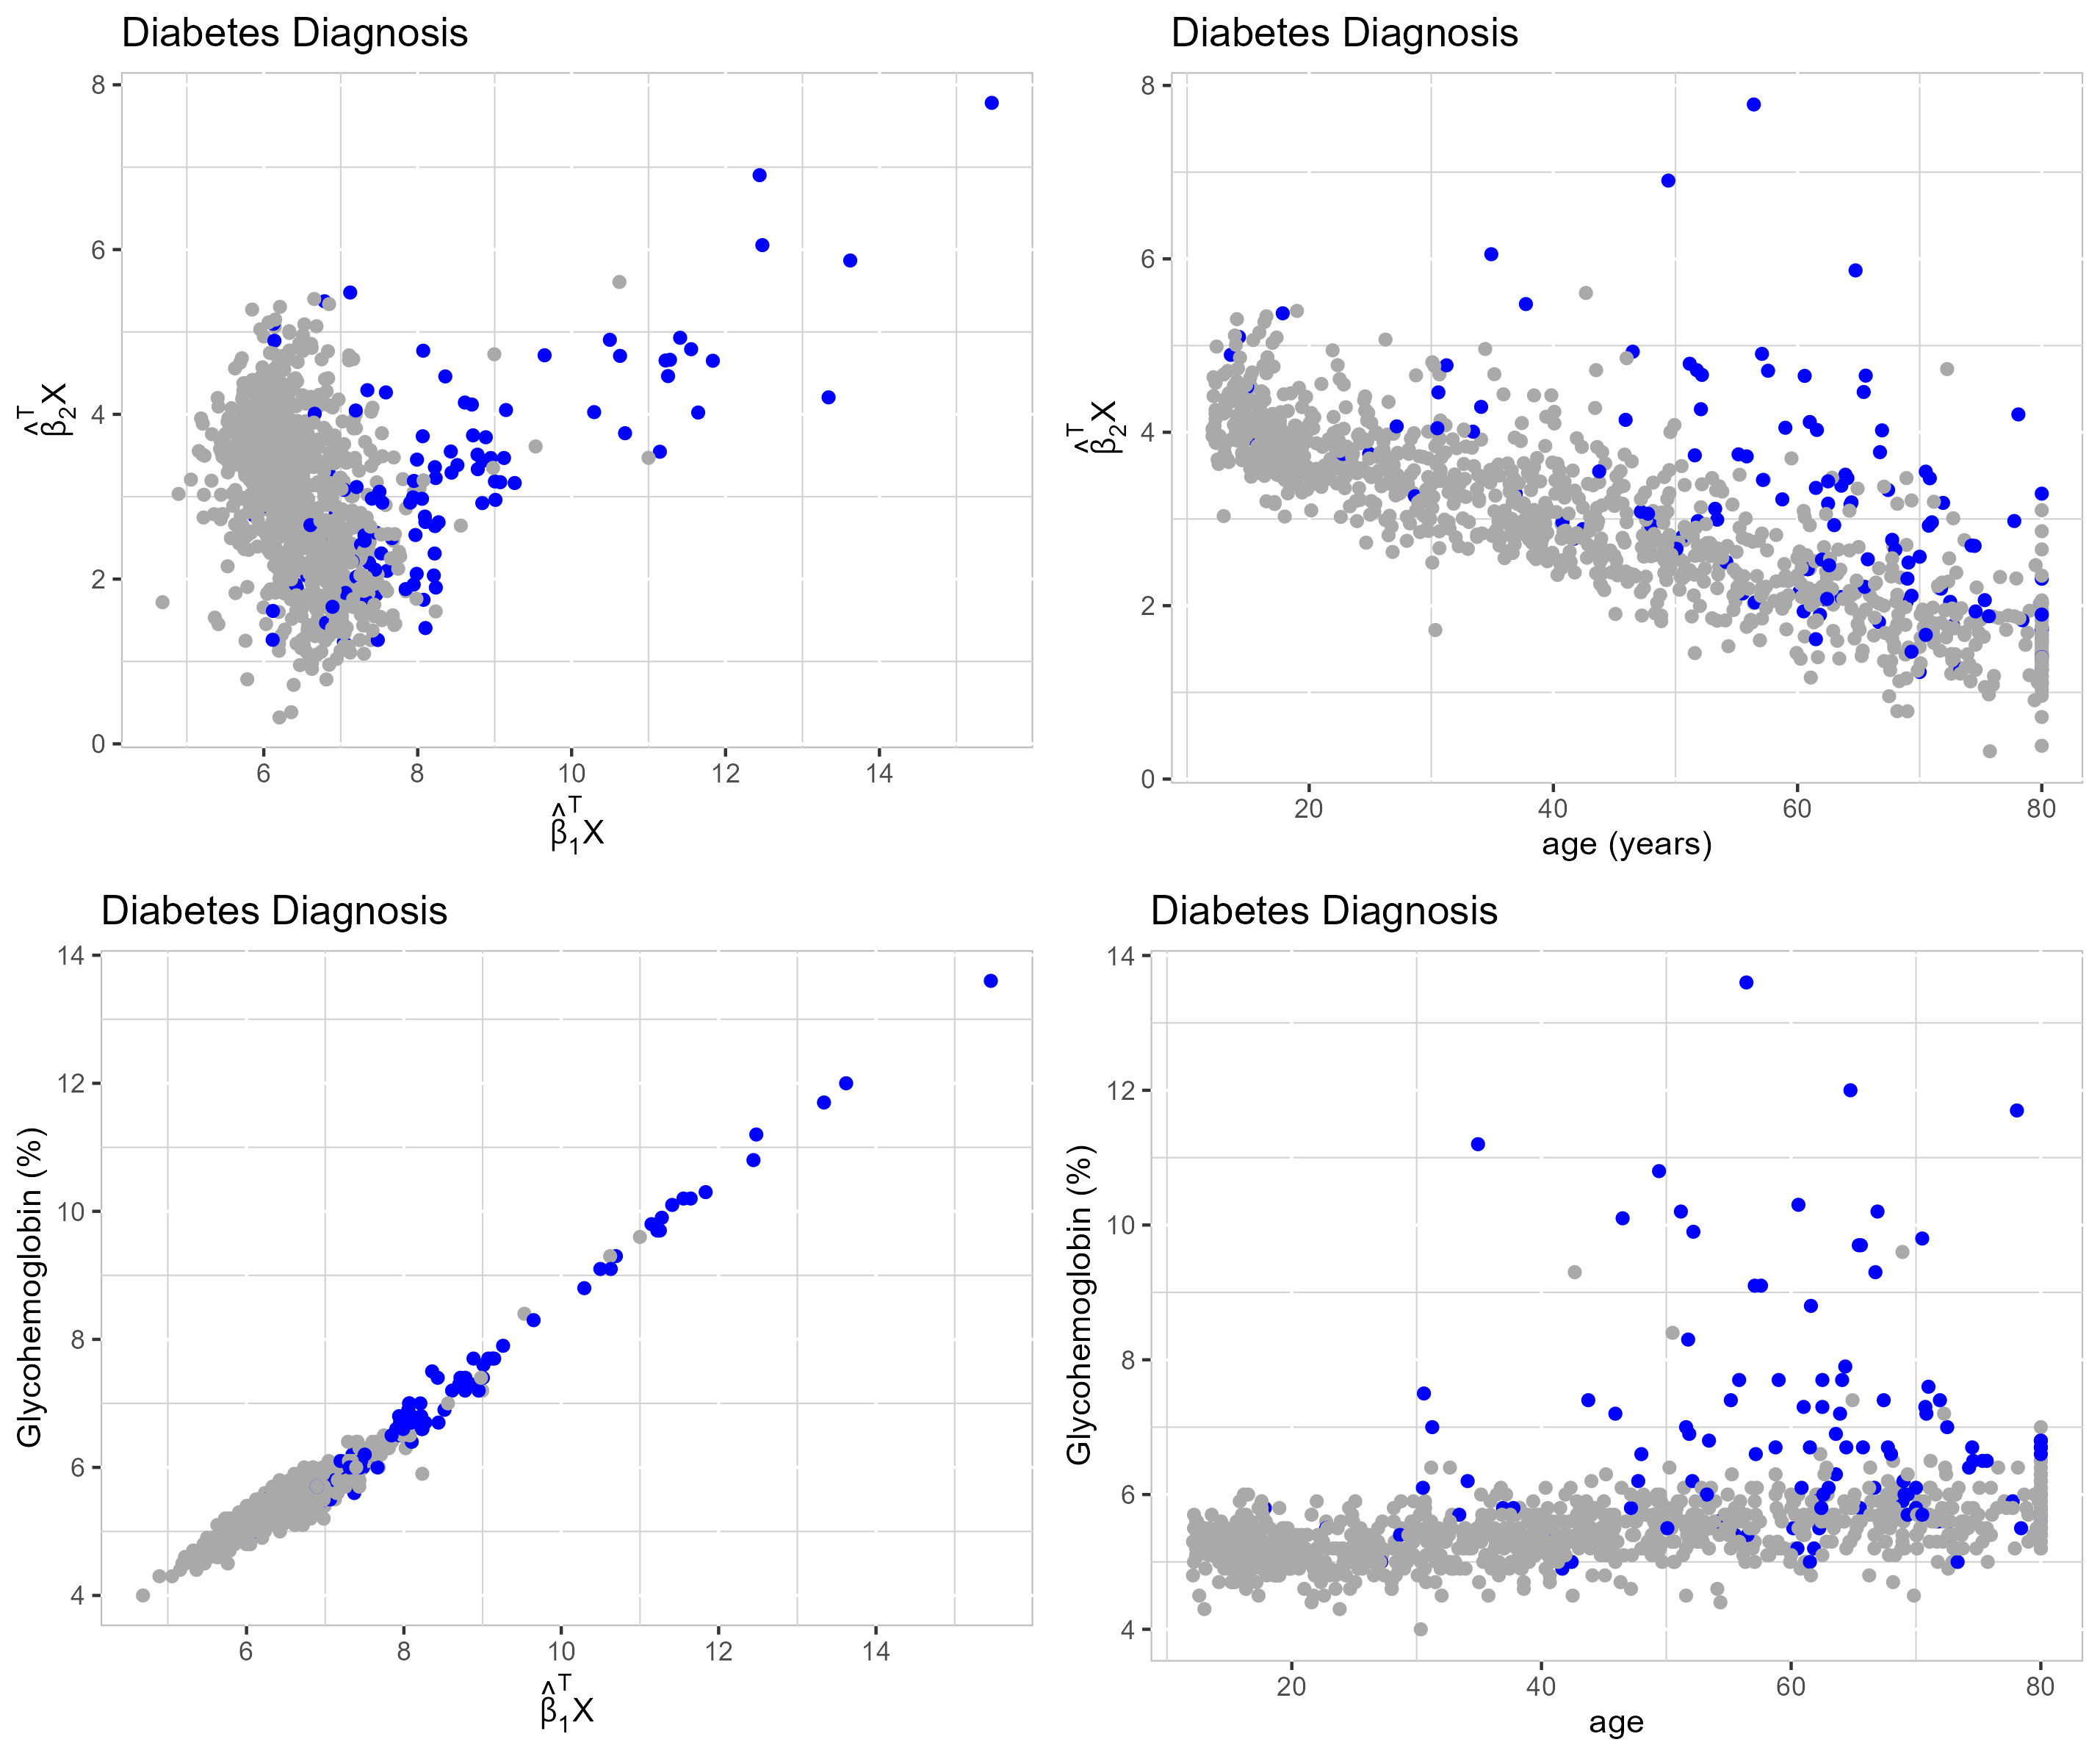 Diabetes Diagnosis
8
6
4
2
0
β̂₂ᵀX
6 8 10 12 14
β̂₁ᵀX
Diabetes Diagnosis
8
6
4
2
0
β̂₂ᵀX
20 40 60 80
age (years)
Diabetes Diagnosis
14
12
10
8
6
4
Glycohemoglobin (%)
6 8 10 12 14
β̂₁ᵀX
Diabetes Diagnosis
14
12
10
8
6
4
Glycohemoglobin (%)
20 40 60 80
age